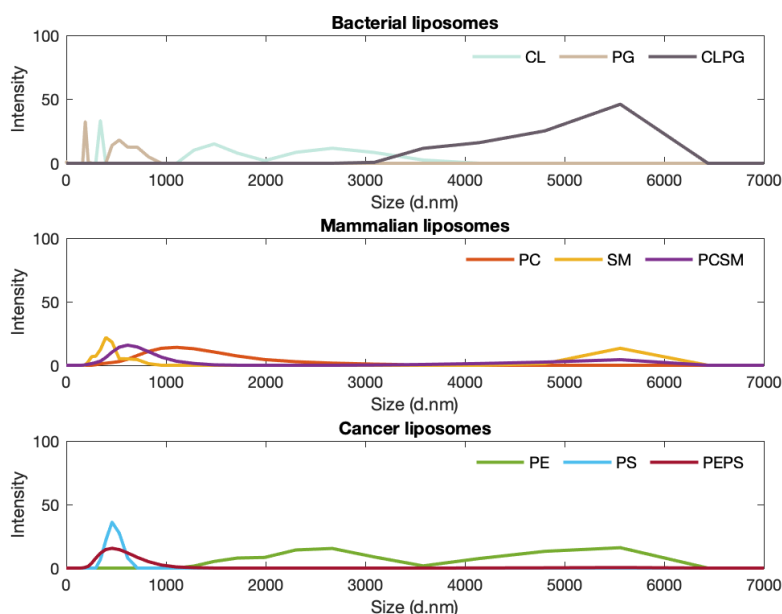 Bacterial liposomes
100
50
0
Intensity
CL PG CLPG
0 1000 2000 3000 4000 5000 6000 7000
Size (d.nm)
Mammalian liposomes
100
50
0
Intensity
PC SM PCSM
0 1000 2000 3000 4000 5000 6000 7000
Size (d.nm)
Cancer liposomes
100
50
0
Intensity
PE PS PEPS
0 1000 2000 3000 4000 5000 6000 7000
Size (d.nm)